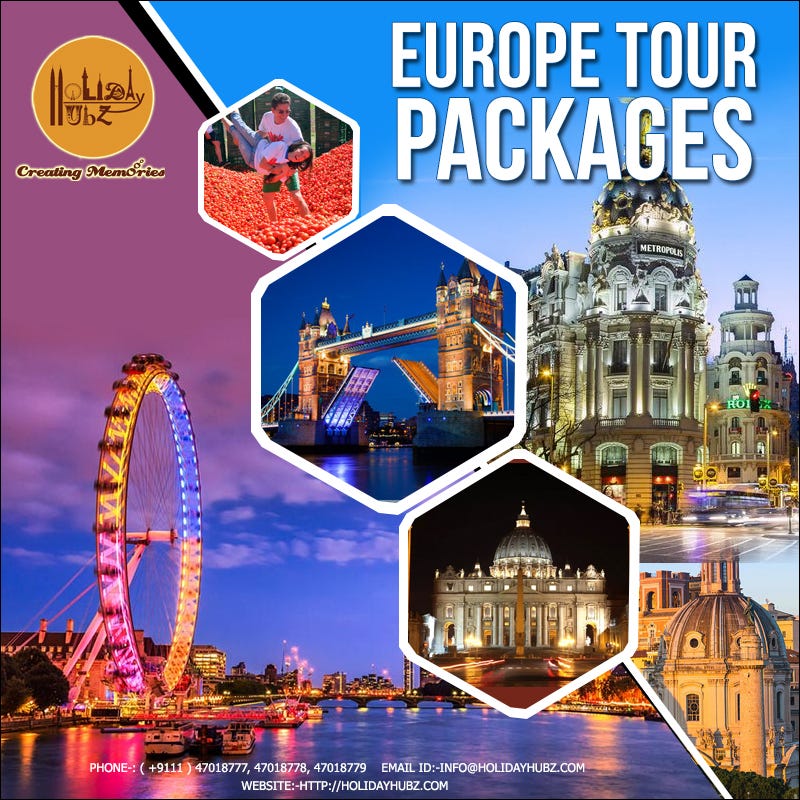 HOLiDAy
UbZ
Creating Memories
EUROPE TOUR
PACKAGES
METROPOLIS
ROLEX
PHONE-: ( +9111 ) 47018777, 47018778, 47018779 EMAIL ID:-INFO@HOLIDAYHUBZ.COM
WEBSITE:-HTTP://HOLIDAYHUBZ.COM